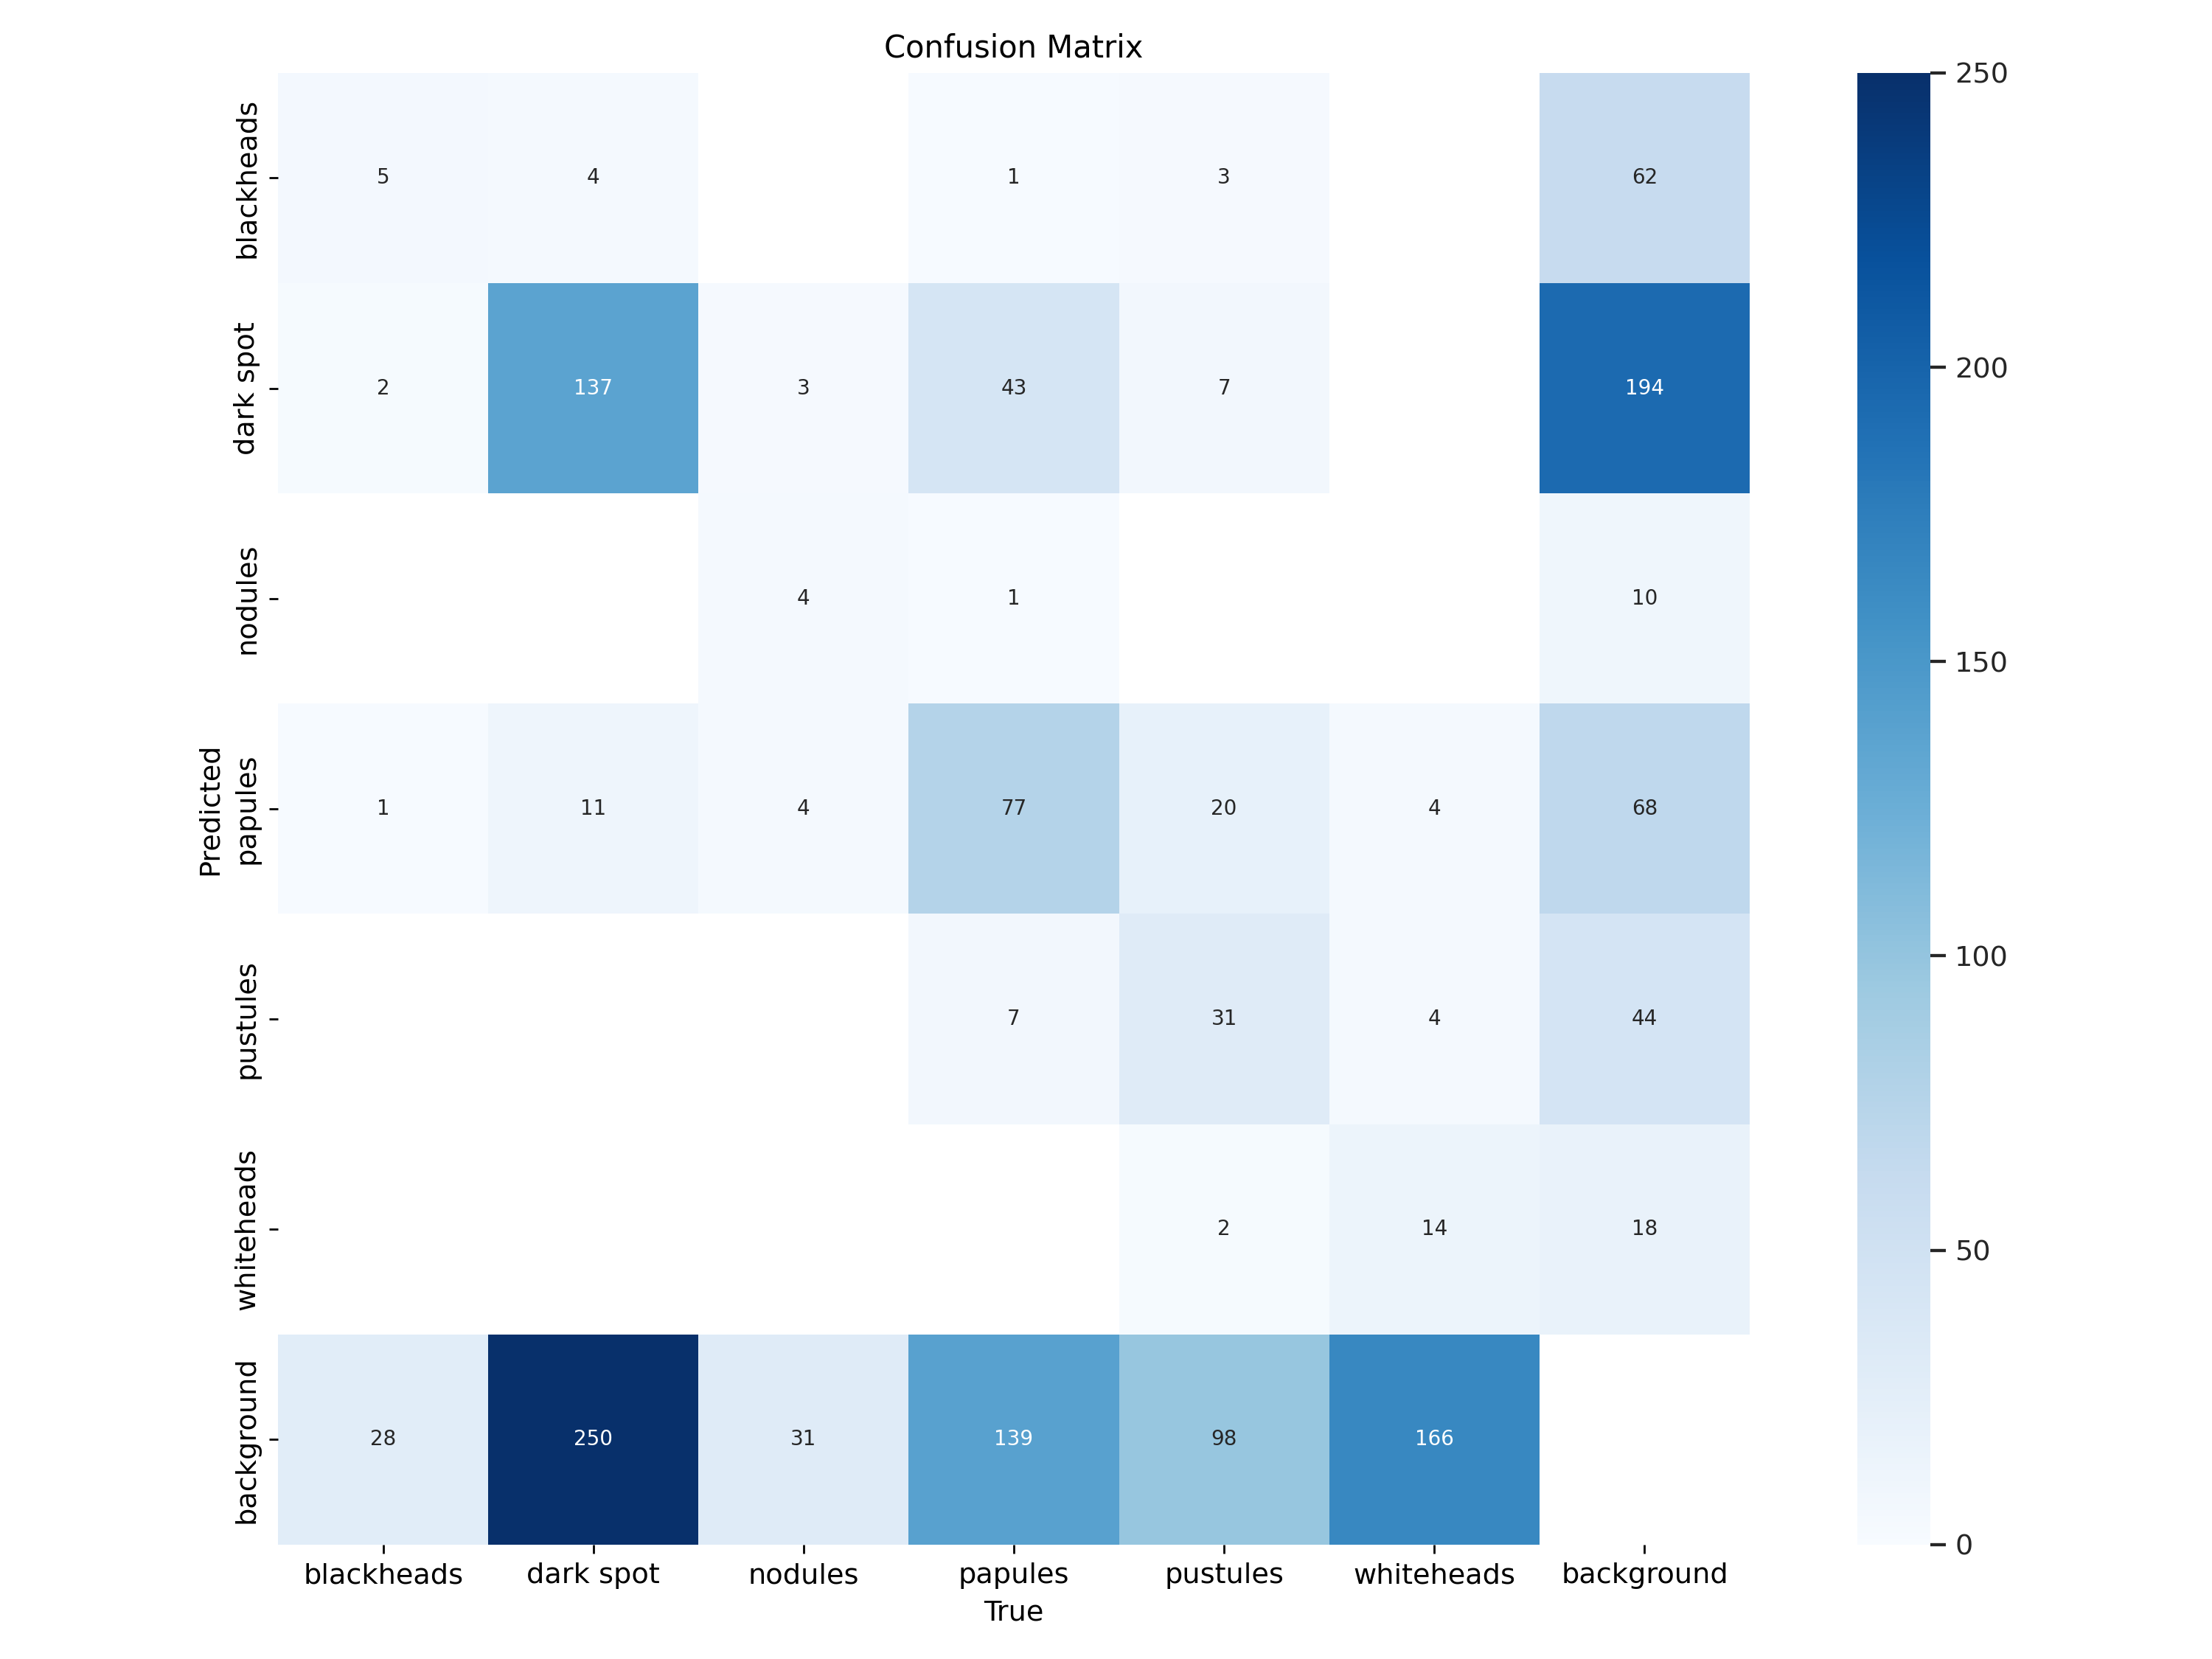 Confusion Matrix
blackheads 5 4 1 3 62
dark spot 2 137 3 43 7 194
nodules 4 1 10
papules 1 11 4 77 20 4 68
pustules 7 31 4 44
whiteheads 2 14 18
background 28 250 31 139 98 166
Predicted
blackheads dark spot nodules papules pustules whiteheads background
True
250
200
150
100
50
0